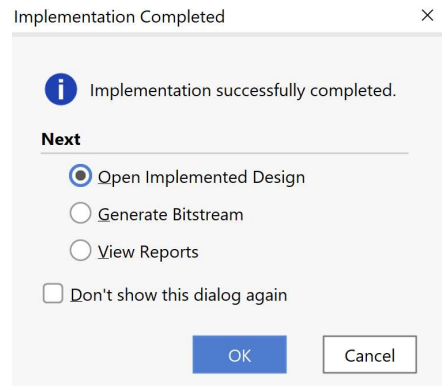 Implementation Completed
Implementation successfully completed.
Next
Open Implemented Design
Generate Bitstream
View Reports
Don't show this dialog again
OK Cancel